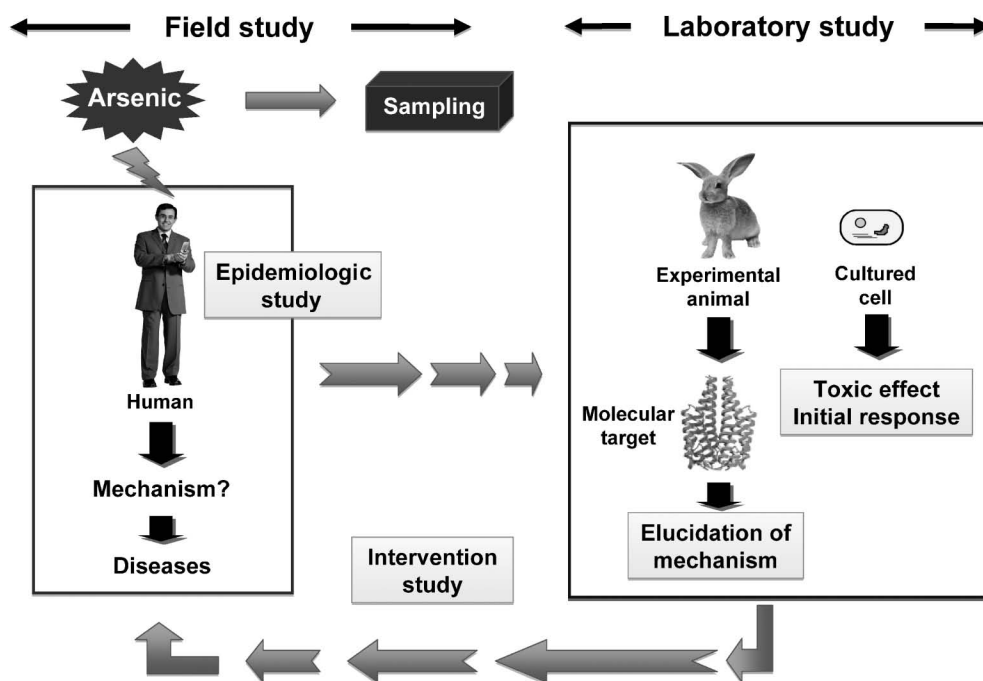 Field study
Laboratory study
Arsenic
Sampling
Epidemiologic
study
Human
Mechanism?
Diseases
Experimental
animal
Cultured
cell
Molecular
target
Toxic effect
Initial response
Elucidation of
mechanism
Intervention
study